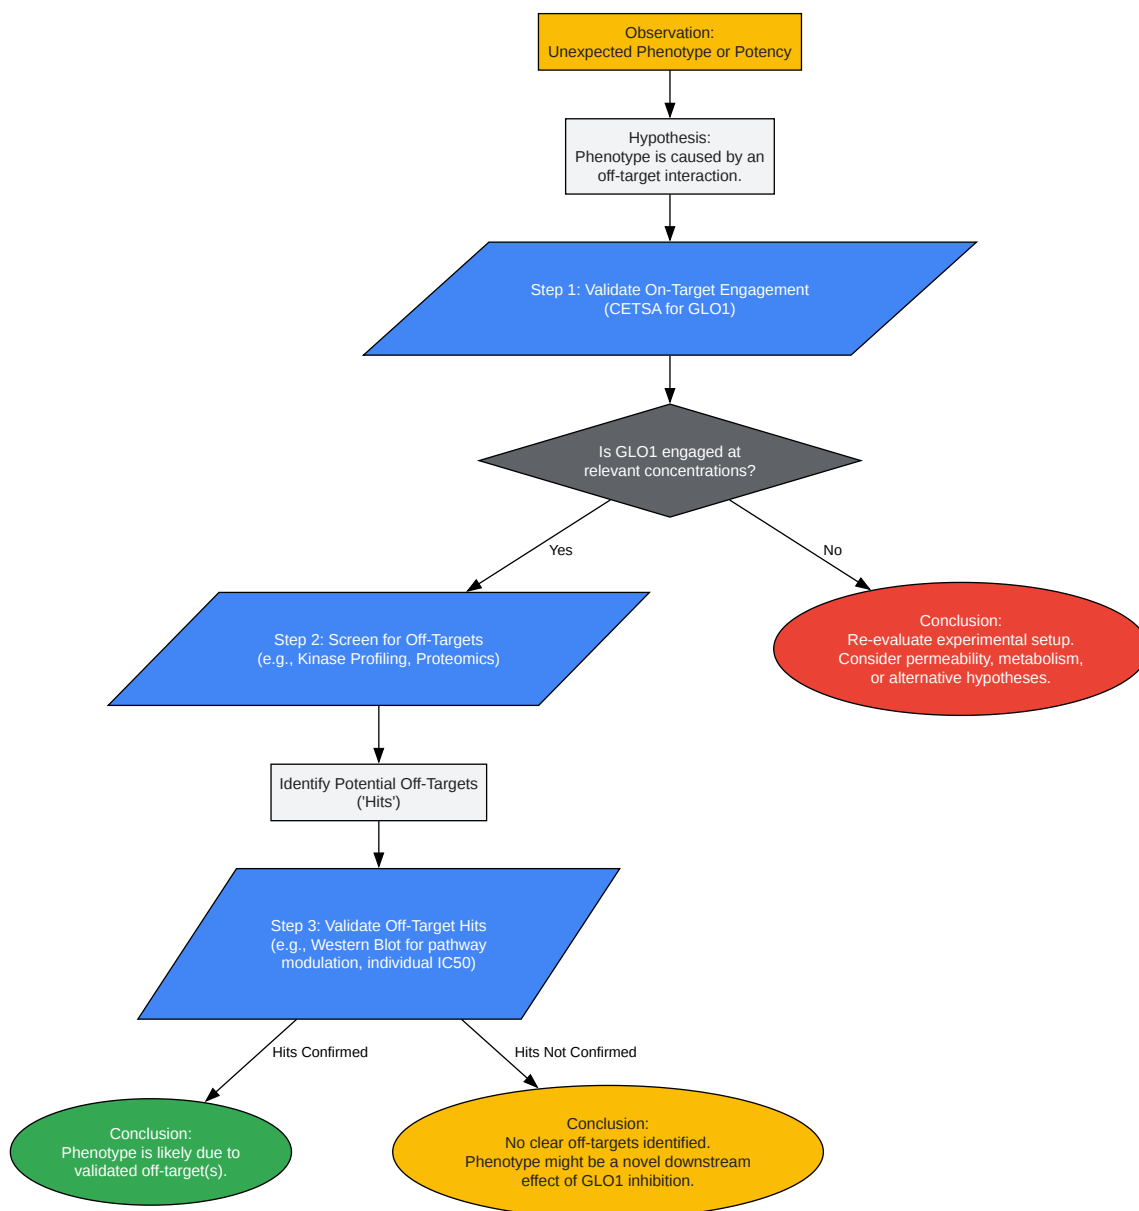 Observation:
Unexpected Phenotype or Potency
Hypothesis:
Phenotype is caused by an
off-target interaction.
Step 1: Validate On-Target Engagement
(CETSA for GLO1)
Is GLO1 engaged at
relevant concentrations?
Yes
No
Step 2: Screen for Off-Targets
(e.g., Kinase Profiling, Proteomics)
Conclusion:
Re-evaluate experimental setup.
Consider permeability, metabolism,
or alternative hypotheses.
Identify Potential Off-Targets
('Hits')
Step 3: Validate Off-Target Hits
(e.g., Western Blot for pathway
modulation, individual IC50)
Hits Confirmed
Hits Not Confirmed
Conclusion:
Phenotype is likely due to
validated off-target(s).
Conclusion:
No clear off-targets identified.
Phenotype might be a novel downstream
effect of GLO1 inhibition.